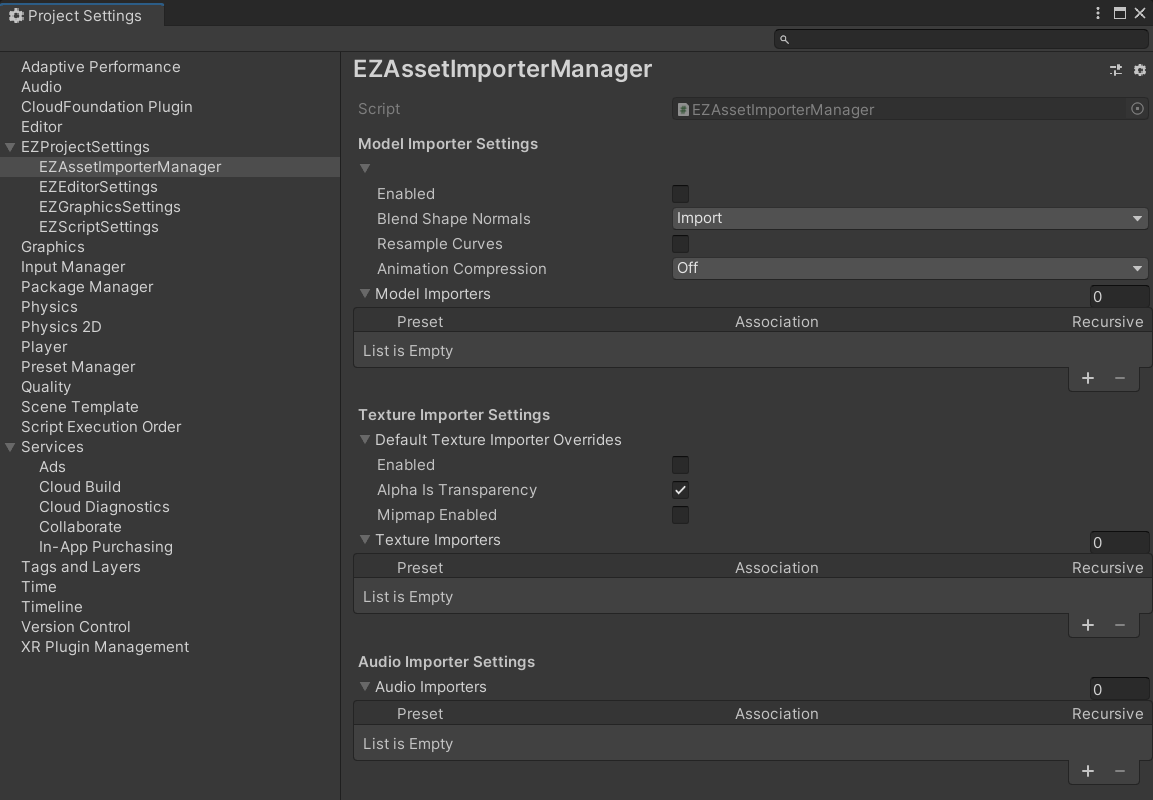 Project Settings
Adaptive Performance
Audio
CloudFoundation Plugin
Editor
EZProjectSettings
EZAssetImporterManager
EZEditorSettings
EZGraphicsSettings
EZScriptSettings
Graphics
Input Manager
Package Manager
Physics
Physics 2D
Player
Preset Manager
Quality
Scene Template
Script Execution Order
Services
Ads
Cloud Build
Cloud Diagnostics
Collaborate
In-App Purchasing
Tags and Layers
Time
Timeline
Version Control
XR Plugin Management
EZAssetImporterManager
Script EZAssetImporterManager
Model Importer Settings
Enabled
Blend Shape Normals Import
Resample Curves
Animation Compression Off
Model Importers 0
Preset Association Recursive
List is Empty
+ −
Texture Importer Settings
Default Texture Importer Overrides
Enabled
Alpha Is Transparency
Mipmap Enabled
Texture Importers 0
Preset Association Recursive
List is Empty
+ −
Audio Importer Settings
Audio Importers 0
Preset Association Recursive
List is Empty
+ −